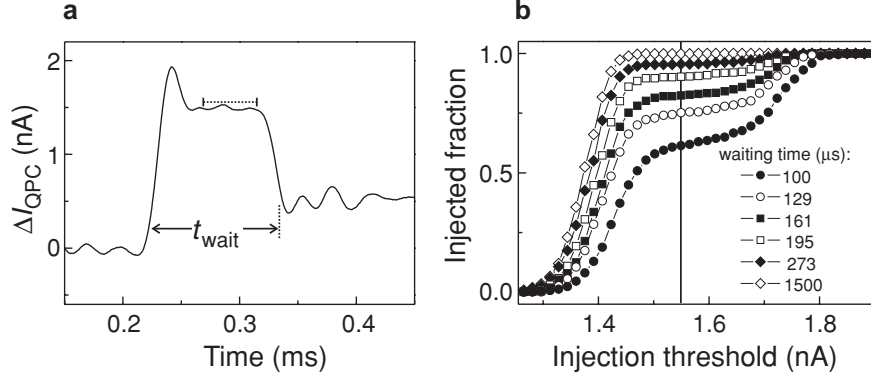 a
b
ΔI_QPC (nA)
2
1
0
t_wait
0.2
0.3
0.4
Time (ms)
Injected fraction
1.0
0.5
0.0
waiting time (μs):
100
129
161
195
273
1500
1.4
1.6
1.8
Injection threshold (nA)